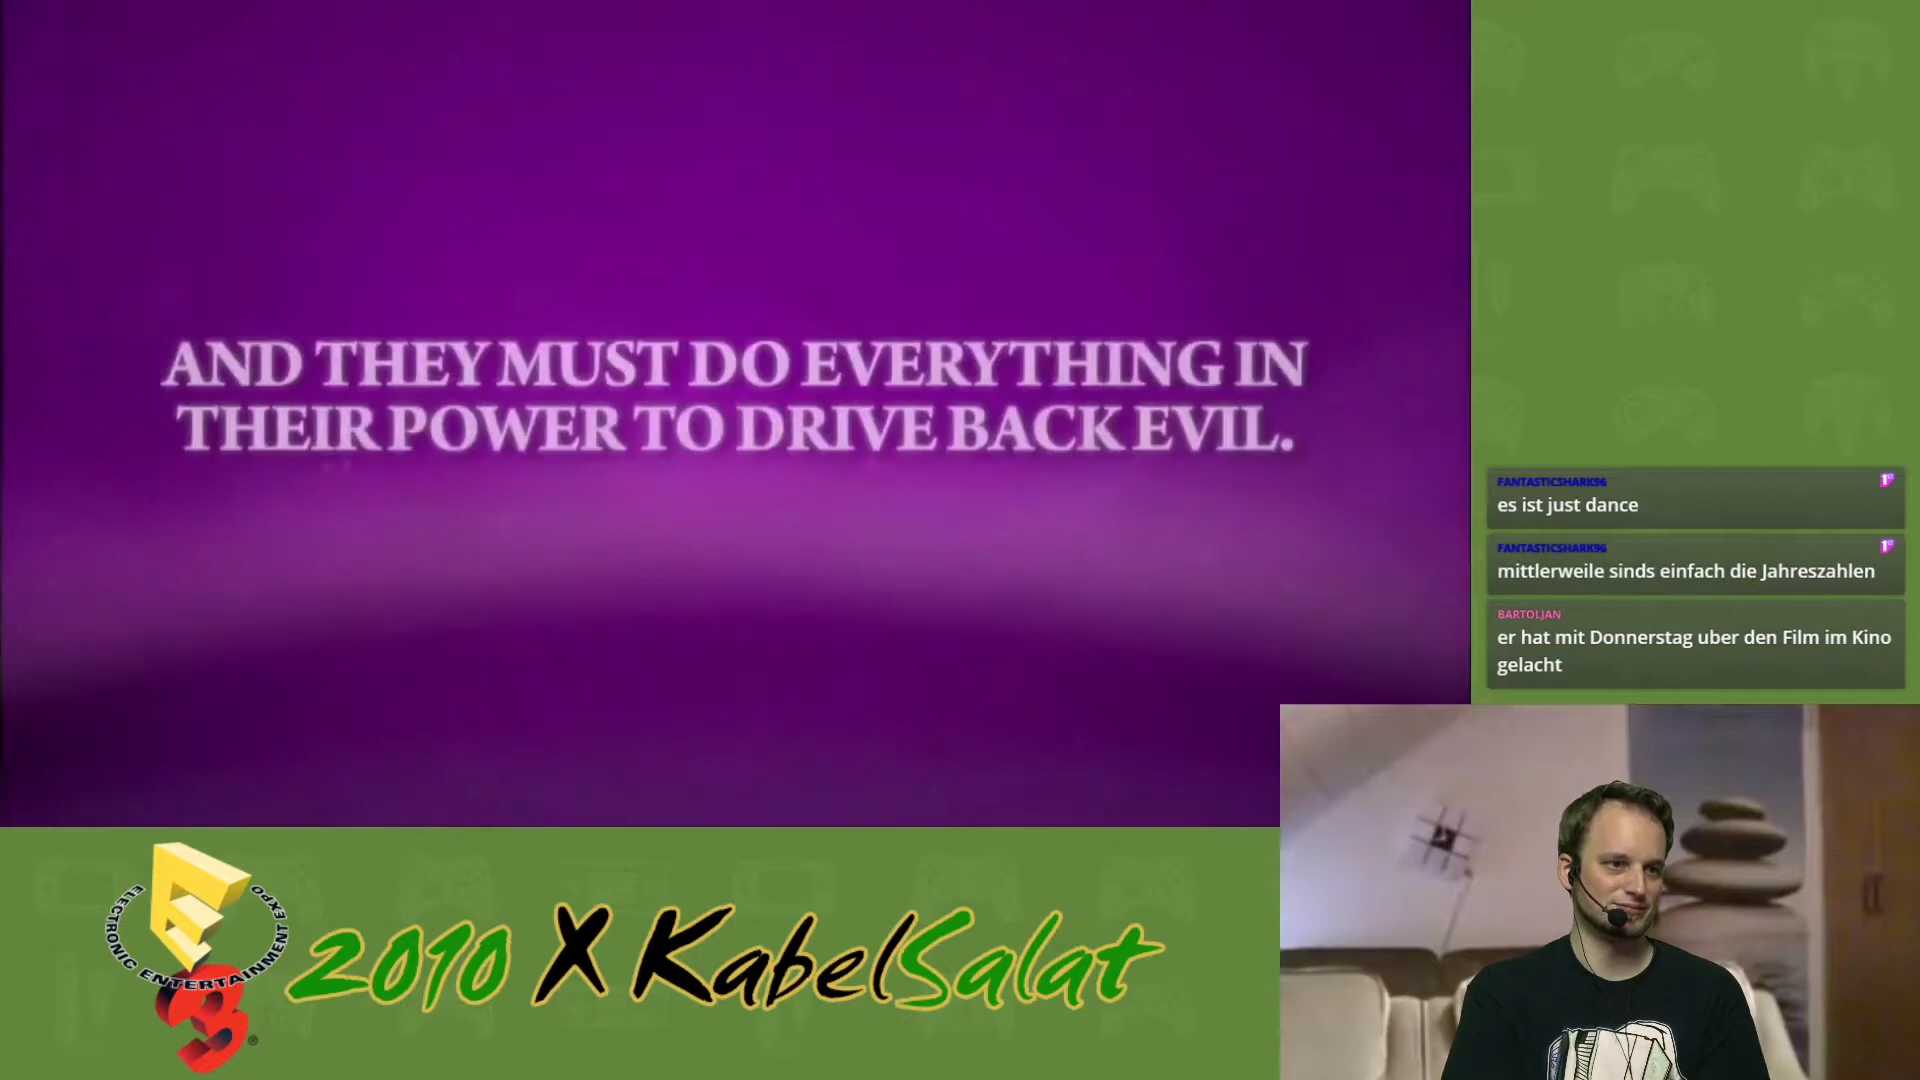 AND THEY MUST DO EVERYTHING IN
THEIR POWER TO DRIVE BACK EVIL.
FANTASTICSHARK96
1ST
es ist just dance
FANTASTICSHARK96
1ST
mittlerweile sinds einfach die Jahreszahlen
BARTOLJAN
er hat mit Donnerstag uber den Film im Kino
gelacht
E3
ELECTRONIC ENTERTAINMENT EXPO
®
2010 X KabelSalat